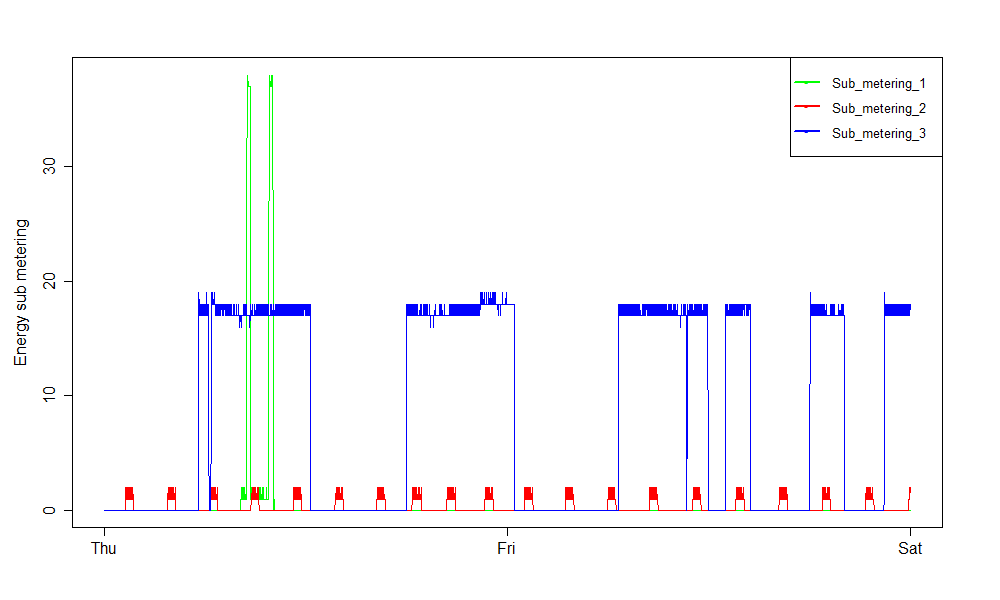 Sub_metering_1
Sub_metering_2
Sub_metering_3
Energy sub metering
30
20
10
0
Thu Fri Sat